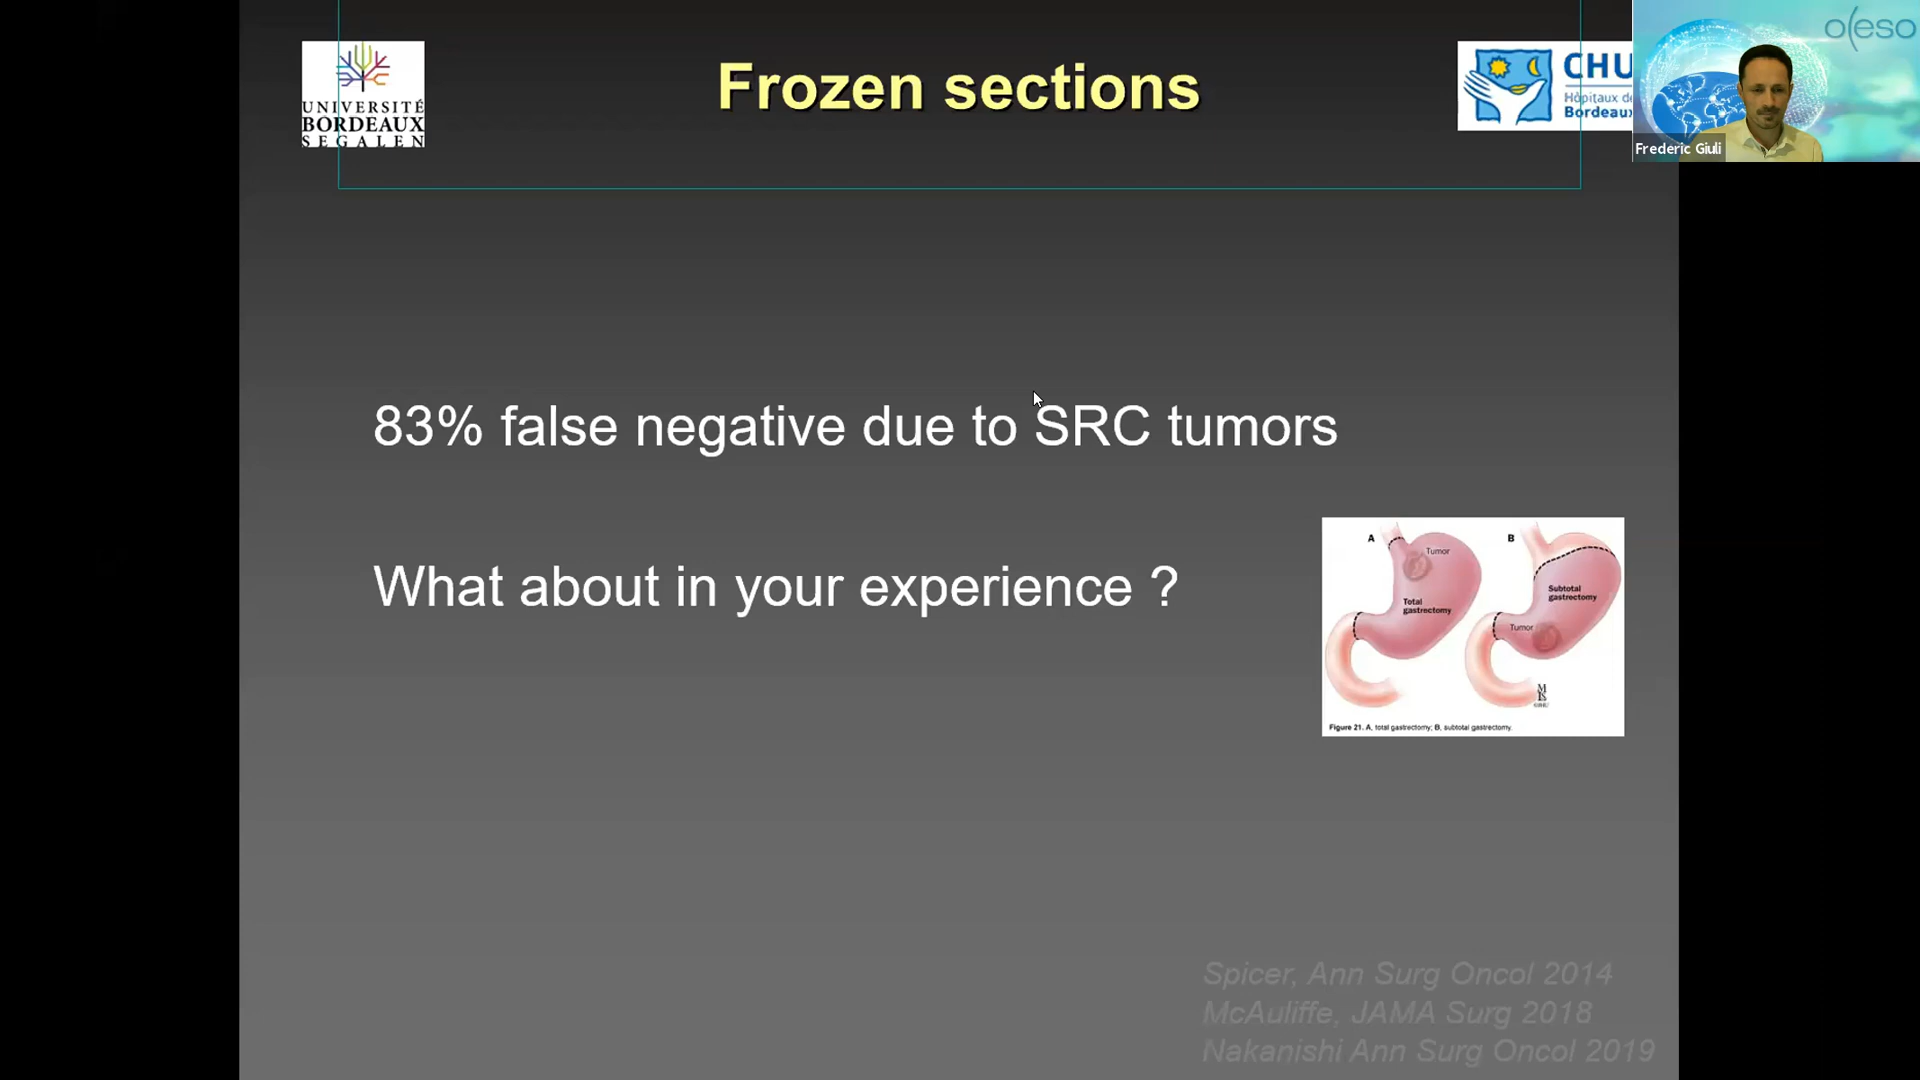 Frozen sections
UNIVERSITÉ
BORDEAUX
SEGALEN
CHU
Hôpitaux de
Bordeaux
oeso
Frederic Giuli
83% false negative due to SRC tumors
What about in your experience ?
A
B
Tumor
Total
gastrectomy
Subtotal
gastrectomy
Tumor
Figure 21. A, total gastrectomy; B, subtotal gastrectomy.
Spicer, Ann Surg Oncol 2014
McAuliffe, JAMA Surg 2018
Nakanishi Ann Surg Oncol 2019